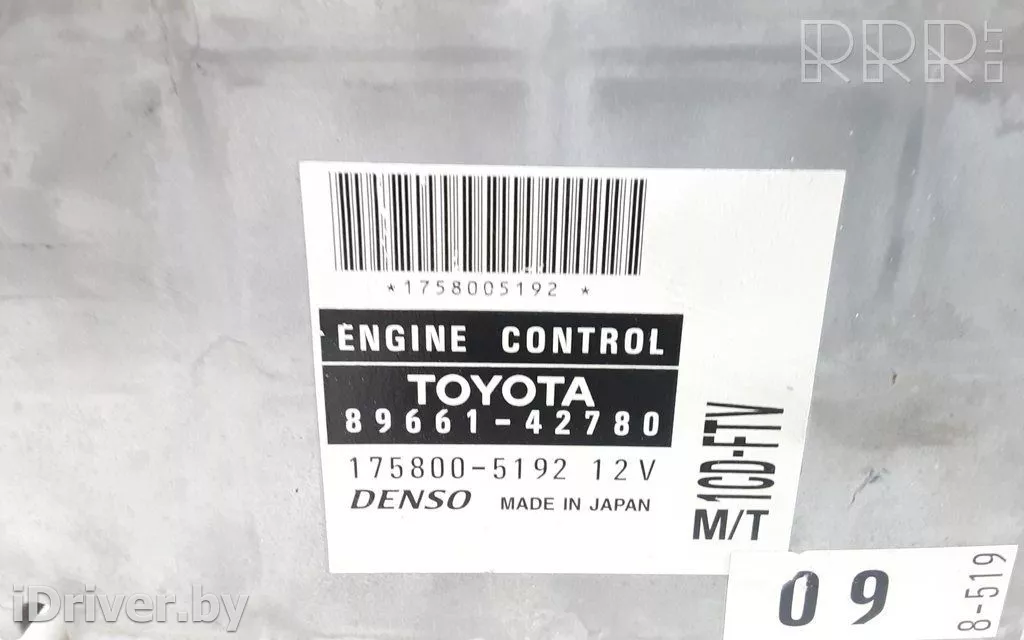 RRR.LT
*1758005192 *
ENGINE CONTROL
TOYOTA
89661-42780
175800-5192 12V
DENSO MADE IN JAPAN
1CD-FTV
M/T
09
8-519
iDriver.by